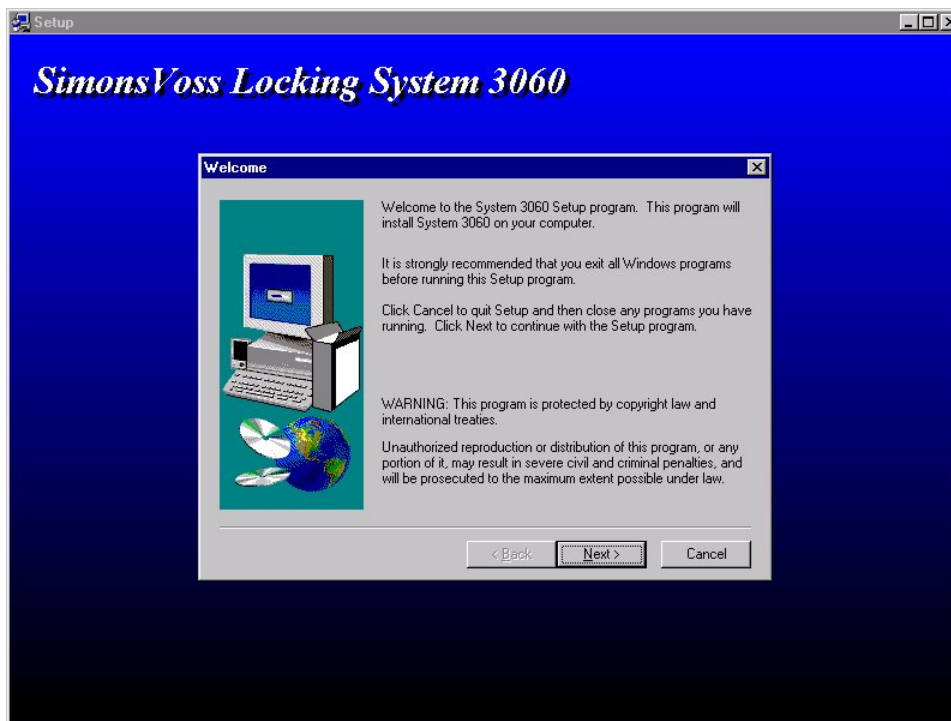 Setup
SimonsVoss Locking System 3060
Welcome
Welcome to the System 3060 Setup program. This program will
install System 3060 on your computer.
It is strongly recommended that you exit all Windows programs
before running this Setup program.
Click Cancel to quit Setup and then close any programs you have
running. Click Next to continue with the Setup program.
WARNING: This program is protected by copyright law and
international treaties.
Unauthorized reproduction or distribution of this program, or any
portion of it, may result in severe civil and criminal penalties, and
will be prosecuted to the maximum extent possible under law.
< Back
Next >
Cancel